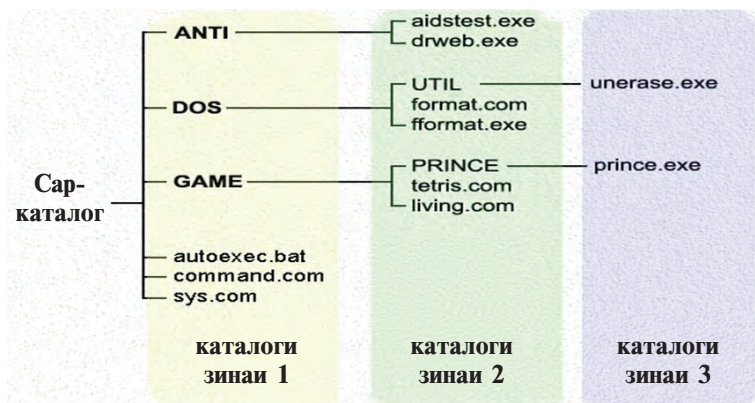 Сар-
каталог
ANTI
aidstest.exe
drweb.exe
DOS
UTIL
unerase.exe
format.com
fformat.exe
GAME
PRINCE
prince.exe
tetris.com
living.com
autoexec.bat
command.com
sys.com
каталоги
зинаи 1
каталоги
зинаи 2
каталоги
зинаи 3